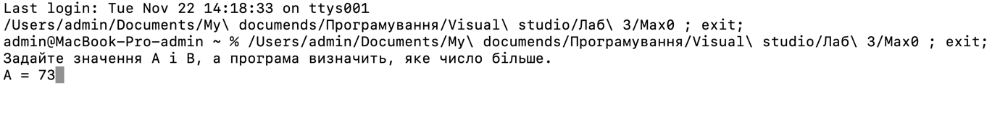 Last login: Tue Nov 22 14:18:33 on ttys001
/Users/admin/Documents/My\ documends/Програмування/Visual\ studio/Лаб\ 3/Max0 ; exit;
admin@MacBook-Pro-admin ~ % /Users/admin/Documents/My\ documends/Програмування/Visual\ studio/Лаб\ 3/Max0 ; exit;
Задайте значення А і В, а програма визначить, яке число більше.
A = 73